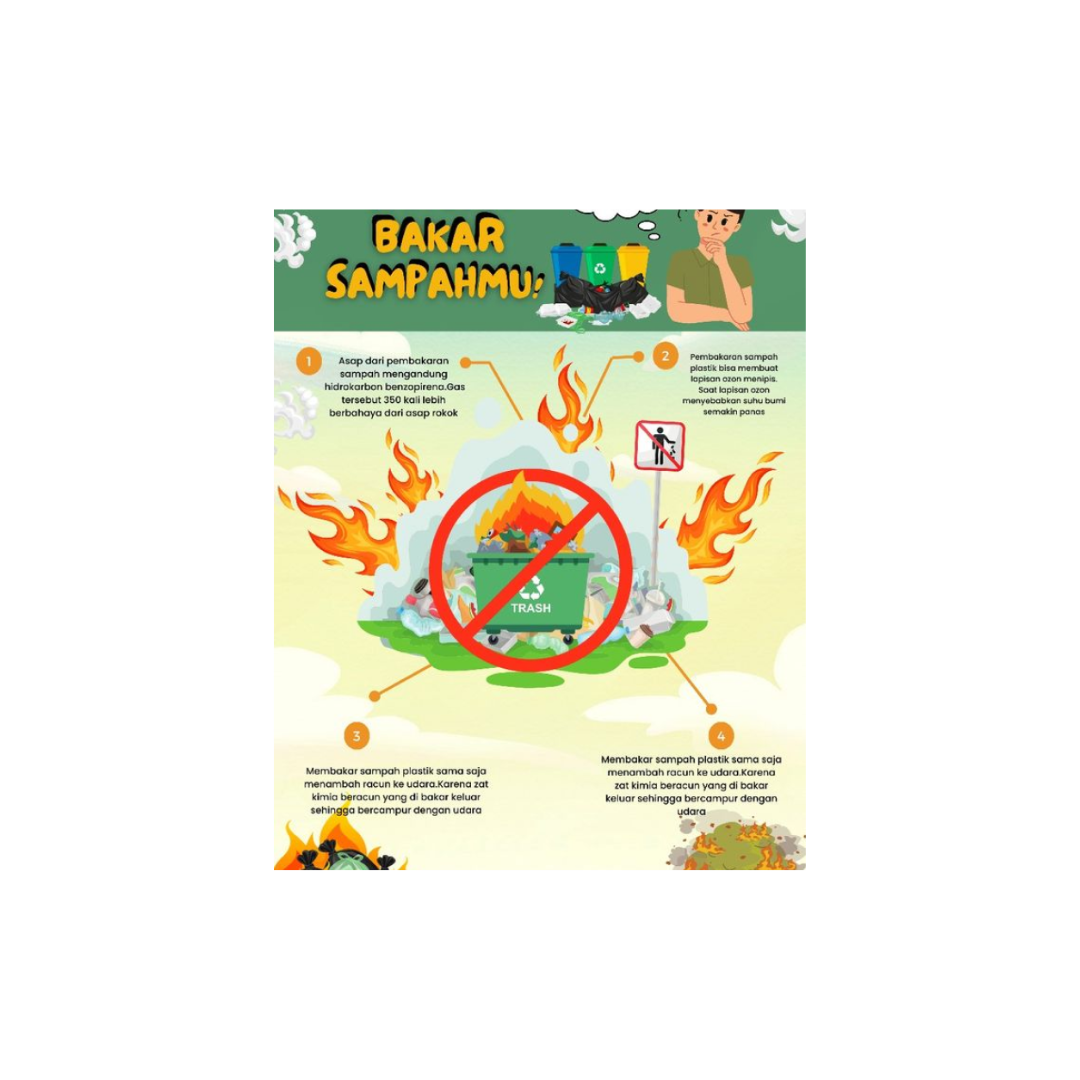 BAKAR
SAMPAHMU!
1
Asap dari pembakaran
sampah mengandung
hidrokarbon benzopirena.Gas
tersebut 350 kali lebih
berbahaya dari asap rokok
2
Pembakaran sampah
plastik bisa membuat
lapisan ozon menipis.
Saat lapisan ozon
menyebabkan suhu bumi
semakin panas
TRASH
3
Membakar sampah plastik sama saja
menambah racun ke udara.Karena zat
kimia beracun yang di bakar keluar
sehingga bercampur dengan udara
4
Membakar sampah plastik sama saja
menambah racun ke udara.Karena
zat kimia beracun yang di bakar
keluar sehingga bercampur dengan
udara